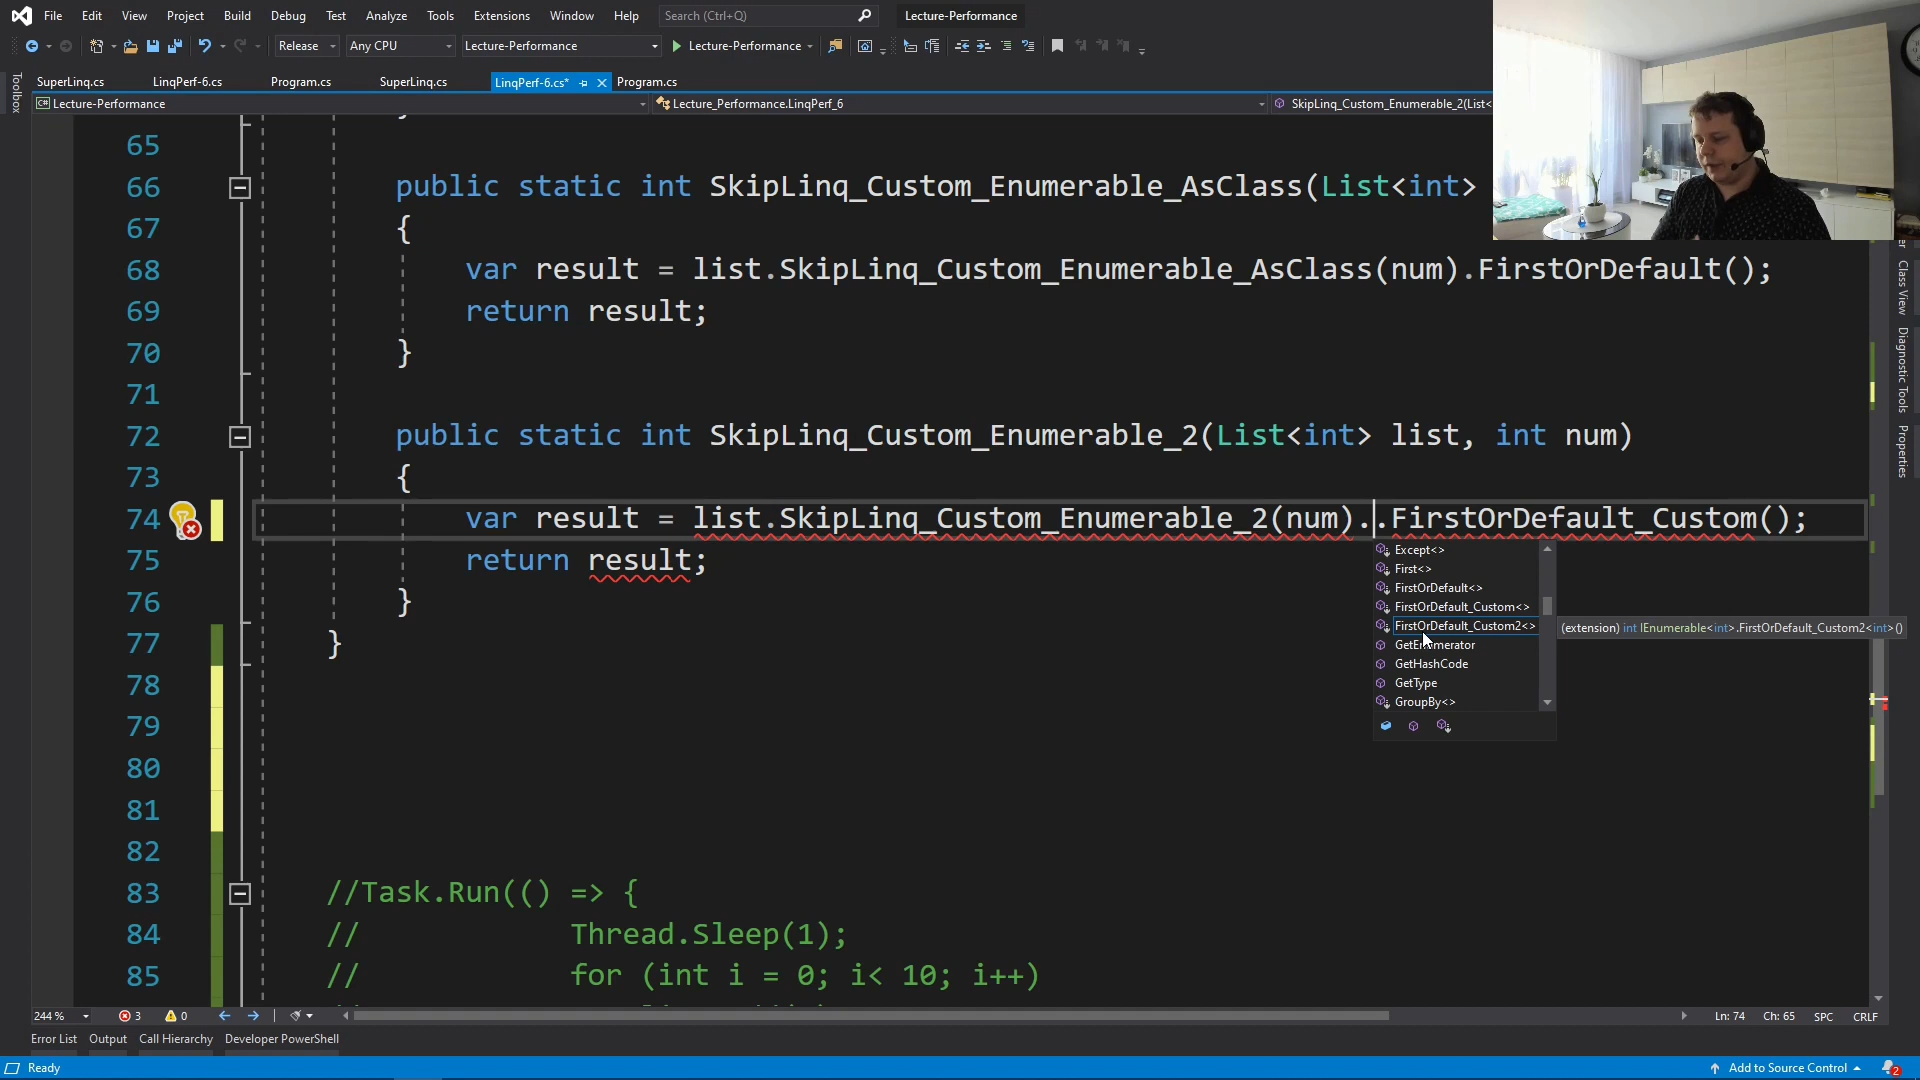 File Edit View Project Build Debug Test Analyze Tools Extensions Window Help Search (Ctrl+Q) Lecture-Performance
Release Any CPU Lecture-Performance Lecture-Performance
SuperLinq.cs LinqPerf-6.cs Program.cs SuperLinq.cs LinqPerf-6.cs* Program.cs
Lecture-Performance Lecture_Performance.LinqPerf_6 SkipLinq_Custom_Enumerable_2(List<
Toolbox
Class View
Diagnostic Tools
Properties
65
66 public static int SkipLinq_Custom_Enumerable_AsClass(List<int>
67 {
68 var result = list.SkipLinq_Custom_Enumerable_AsClass(num).FirstOrDefault();
69 return result;
70 }
71
72 public static int SkipLinq_Custom_Enumerable_2(List<int> list, int num)
73 {
74 var result = list.SkipLinq_Custom_Enumerable_2(num)..FirstOrDefault_Custom();
75 return result;
76 }
77 }
78
79
80
81
82
83 //Task.Run(() => {
84 // Thread.Sleep(1);
85 // for (int i = 0; i< 10; i++)
Except<>
First<>
FirstOrDefault<>
FirstOrDefault_Custom<>
FirstOrDefault_Custom2<> (extension) int IEnumerable<int>.FirstOrDefault_Custom2<int>()
GetEnumerator
GetHashCode
GetType
GroupBy<>
244 % 3 0 Ln: 74 Ch: 65 SPC CRLF
Error List Output Call Hierarchy Developer PowerShell
Ready Add to Source Control 2